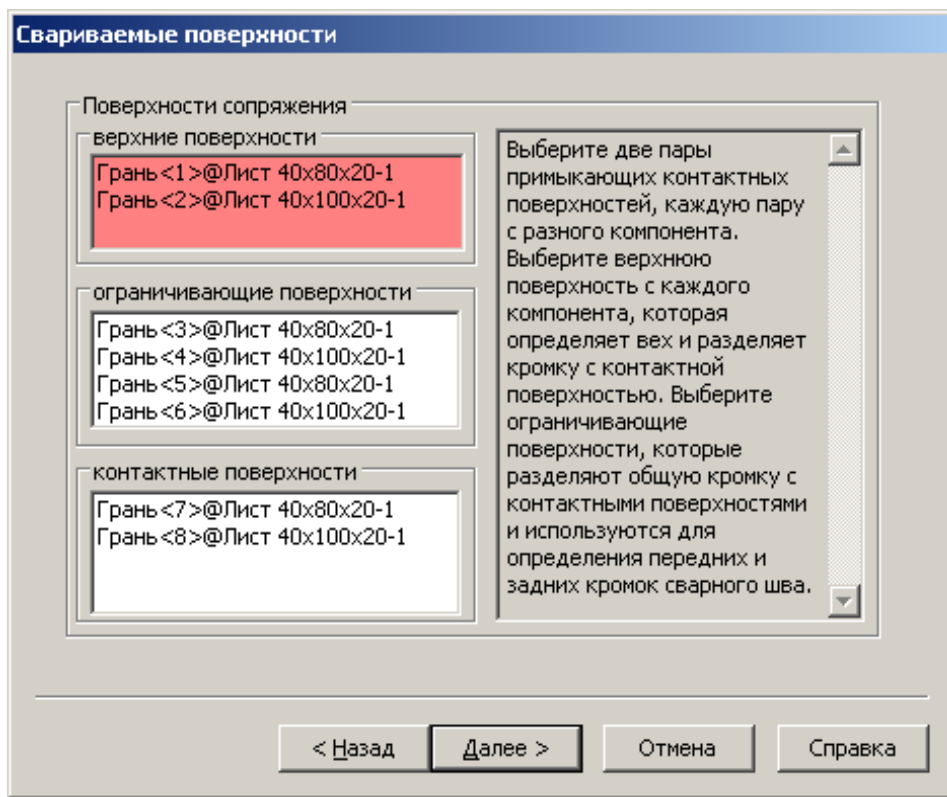 Свариваемые поверхности
Поверхности сопряжения
верхние поверхности
Грань<1>@Лист 40x80x20-1
Грань<2>@Лист 40x100x20-1
ограничивающие поверхности
Грань<3>@Лист 40x80x20-1
Грань<4>@Лист 40x100x20-1
Грань<5>@Лист 40x80x20-1
Грань<6>@Лист 40x100x20-1
контактные поверхности
Грань<7>@Лист 40x80x20-1
Грань<8>@Лист 40x100x20-1
Выберите две пары
примыкающих контактных
поверхностей, каждую пару
с разного компонента.
Выберите верхнюю
поверхность с каждого
компонента, которая
определяет вех и разделяет
кромку с контактной
поверхностью. Выберите
ограничивающие
поверхности, которые
разделяют общую кромку с
контактными поверхностями
и используются для
определения передних и
задних кромок сварного шва.
< Назад
Далее >
Отмена
Справка